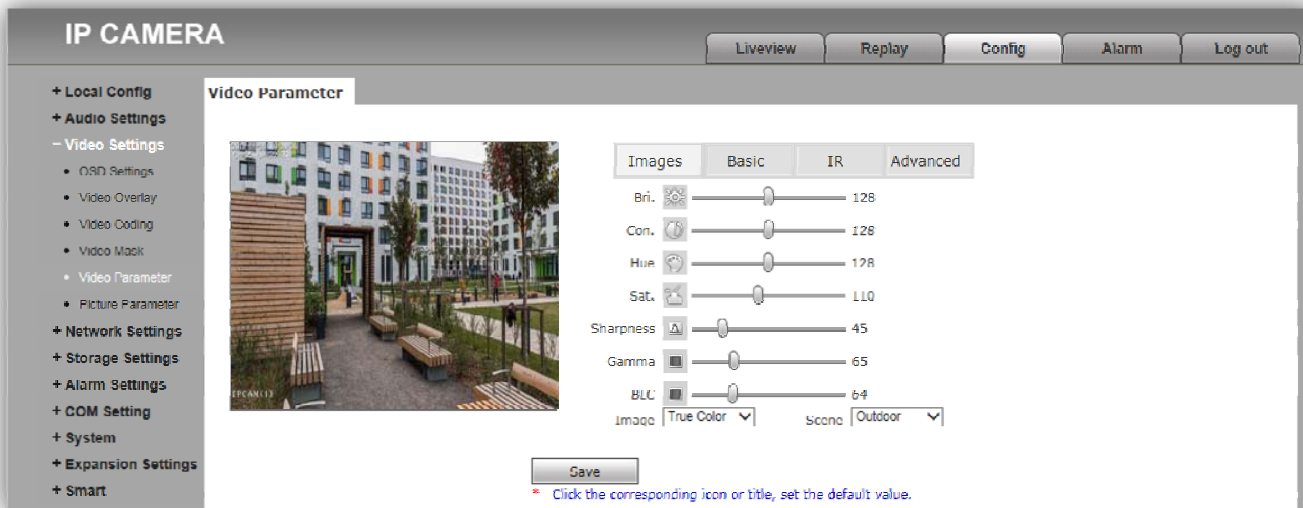 IP CAMERA
Liveview Replay Config Alarm Log out
+ Local Config
+ Audio Settings
− Video Settings
• OSD Settings
• Video Overlay
• Video Coding
• Video Mask
• Video Parameter
• Picture Parameter
+ Network Settings
+ Storage Settings
+ Alarm Settings
+ COM Setting
+ System
+ Expansion Settings
+ Smart
Video Parameter
IPCAM(1)
Images Basic IR Advanced
Bri. 128
Con. 128
Hue 128
Sat. 110
Sharpness 45
Gamma 65
BLC 64
Image True Color Scene Outdoor
Save
* Click the corresponding icon or title, set the default value.